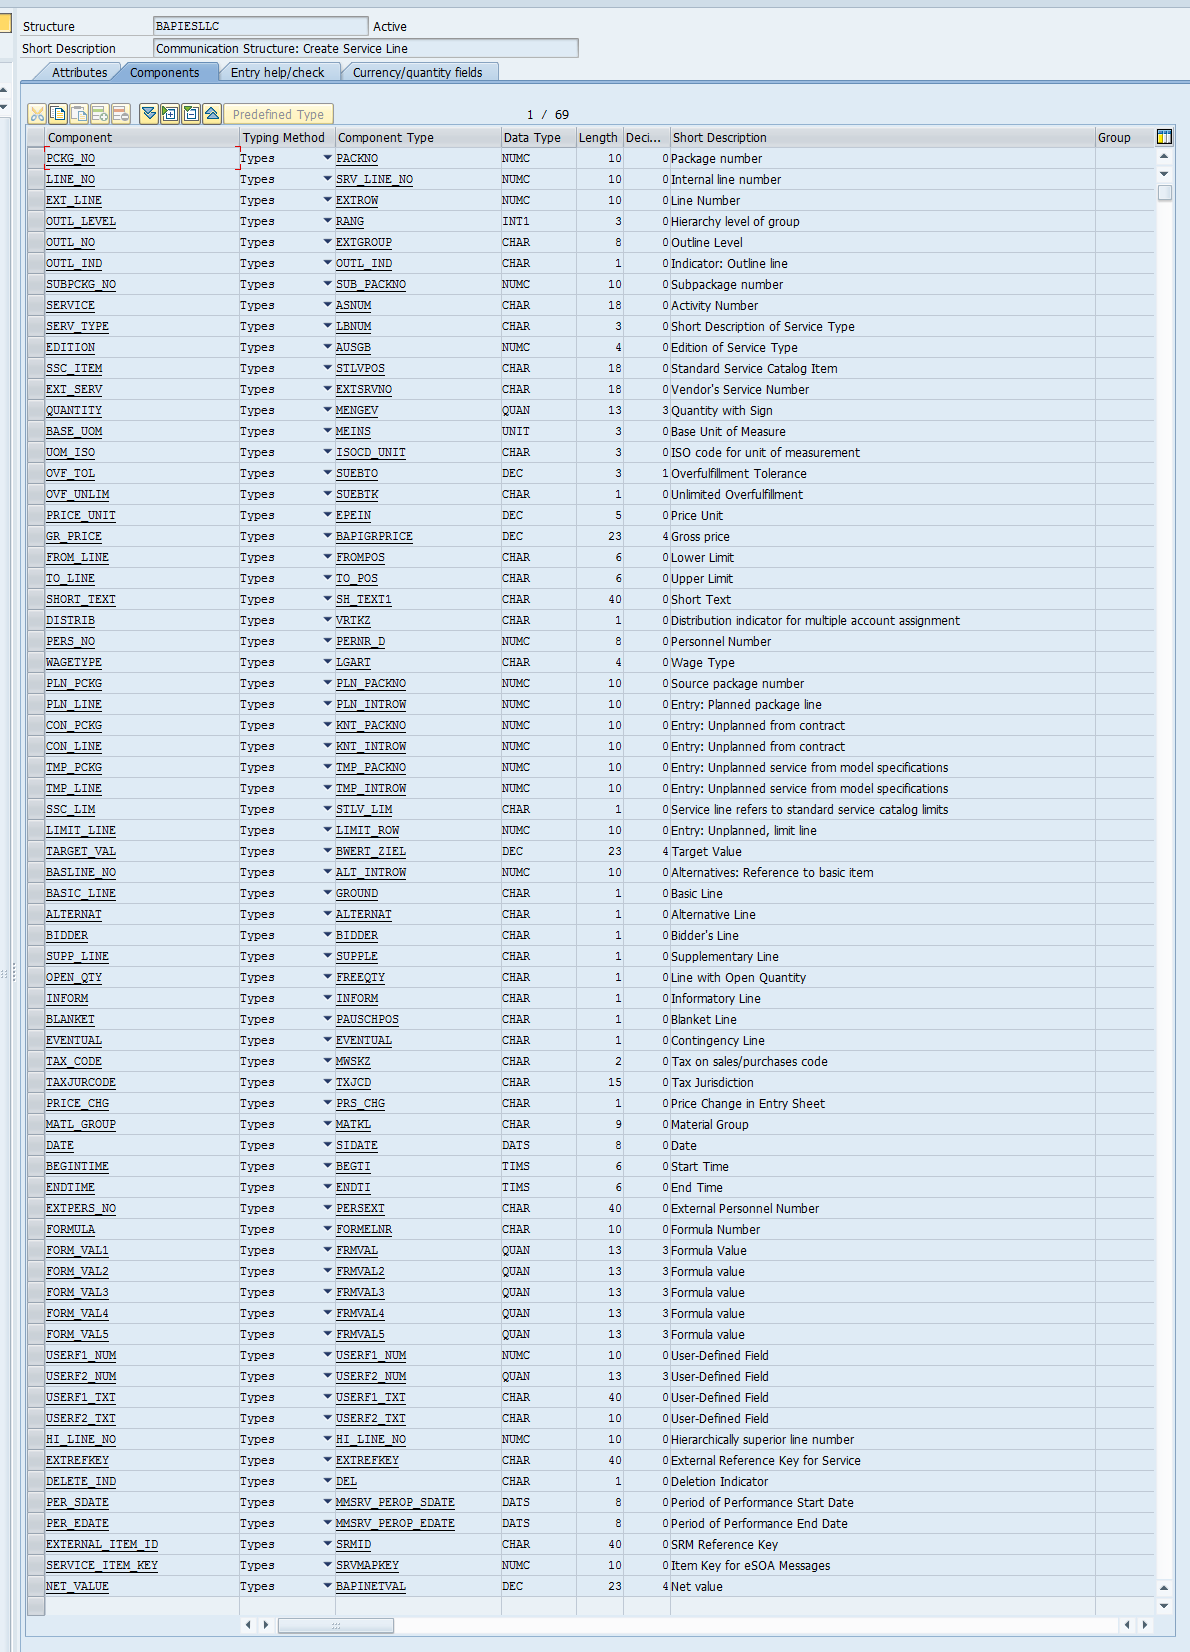 Structure BAPIESLLC Active
Short Description Communication Structure: Create Service Line
Attributes Components Entry help/check Currency/quantity fields
Predefined Type 1 / 69
Component Typing Method Component Type Data Type Length Deci... Short Description Group
PCKG_NO Types PACKNO NUMC 10 0 Package number
LINE_NO Types SRV_LINE_NO NUMC 10 0 Internal line number
EXT_LINE Types EXTROW NUMC 10 0 Line Number
OUTL_LEVEL Types RANG INT1 3 0 Hierarchy level of group
OUTL_NO Types EXTGROUP CHAR 8 0 Outline Level
OUTL_IND Types OUTL_IND CHAR 1 0 Indicator: Outline line
SUBPCKG_NO Types SUB_PACKNO NUMC 10 0 Subpackage number
SERVICE Types ASNUM CHAR 18 0 Activity Number
SERV_TYPE Types LBNUM CHAR 3 0 Short Description of Service Type
EDITION Types AUSGB NUMC 4 0 Edition of Service Type
SSC_ITEM Types STLVPOS CHAR 18 0 Standard Service Catalog Item
EXT_SERV Types EXTSRVNO CHAR 18 0 Vendor's Service Number
QUANTITY Types MENGEV QUAN 13 3 Quantity with Sign
BASE_UOM Types MEINS UNIT 3 0 Base Unit of Measure
UOM_ISO Types ISOCD_UNIT CHAR 3 0 ISO code for unit of measurement
OVF_TOL Types SUEBTO DEC 3 1 Overfulfillment Tolerance
OVF_UNLIM Types SUEBTK CHAR 1 0 Unlimited Overfulfillment
PRICE_UNIT Types EPEIN DEC 5 0 Price Unit
GR_PRICE Types BAPIGRPRICE DEC 23 4 Gross price
FROM_LINE Types FROMPOS CHAR 6 0 Lower Limit
TO_LINE Types TO_POS CHAR 6 0 Upper Limit
SHORT_TEXT Types SH_TEXT1 CHAR 40 0 Short Text
DISTRIB Types VRTKZ CHAR 1 0 Distribution indicator for multiple account assignment
PERS_NO Types PERNR_D NUMC 8 0 Personnel Number
WAGETYPE Types LGART CHAR 4 0 Wage Type
PLN_PCKG Types PLN_PACKNO NUMC 10 0 Source package number
PLN_LINE Types PLN_INTROW NUMC 10 0 Entry: Planned package line
CON_PCKG Types KNT_PACKNO NUMC 10 0 Entry: Unplanned from contract
CON_LINE Types KNT_INTROW NUMC 10 0 Entry: Unplanned from contract
TMP_PCKG Types TMP_PACKNO NUMC 10 0 Entry: Unplanned service from model specifications
TMP_LINE Types TMP_INTROW NUMC 10 0 Entry: Unplanned service from model specifications
SSC_LIM Types STLV_LIM CHAR 1 0 Service line refers to standard service catalog limits
LIMIT_LINE Types LIMIT_ROW NUMC 10 0 Entry: Unplanned, limit line
TARGET_VAL Types BWERT_ZIEL DEC 23 4 Target Value
BASLINE_NO Types ALT_INTROW NUMC 10 0 Alternatives: Reference to basic item
BASIC_LINE Types GROUND CHAR 1 0 Basic Line
ALTERNAT Types ALTERNAT CHAR 1 0 Alternative Line
BIDDER Types BIDDER CHAR 1 0 Bidder's Line
SUPP_LINE Types SUPPLE CHAR 1 0 Supplementary Line
OPEN_QTY Types FREEQTY CHAR 1 0 Line with Open Quantity
INFORM Types INFORM CHAR 1 0 Informatory Line
BLANKET Types PAUSCHPOS CHAR 1 0 Blanket Line
EVENTUAL Types EVENTUAL CHAR 1 0 Contingency Line
TAX_CODE Types MWSKZ CHAR 2 0 Tax on sales/purchases code
TAXJURCODE Types TXJCD CHAR 15 0 Tax Jurisdiction
PRICE_CHG Types PRS_CHG CHAR 1 0 Price Change in Entry Sheet
MATL_GROUP Types MATKL CHAR 9 0 Material Group
DATE Types SIDATE DATS 8 0 Date
BEGINTIME Types BEGTI TIMS 6 0 Start Time
ENDTIME Types ENDTI TIMS 6 0 End Time
EXTPERS_NO Types PERSEXT CHAR 40 0 External Personnel Number
FORMULA Types FORMELNR CHAR 10 0 Formula Number
FORM_VAL1 Types FRMVAL QUAN 13 3 Formula Value
FORM_VAL2 Types FRMVAL2 QUAN 13 3 Formula value
FORM_VAL3 Types FRMVAL3 QUAN 13 3 Formula value
FORM_VAL4 Types FRMVAL4 QUAN 13 3 Formula value
FORM_VAL5 Types FRMVAL5 QUAN 13 3 Formula value
USERF1_NUM Types USERF1_NUM NUMC 10 0 User-Defined Field
USERF2_NUM Types USERF2_NUM QUAN 13 3 User-Defined Field
USERF1_TXT Types USERF1_TXT CHAR 40 0 User-Defined Field
USERF2_TXT Types USERF2_TXT CHAR 10 0 User-Defined Field
HI_LINE_NO Types HI_LINE_NO NUMC 10 0 Hierarchically superior line number
EXTREFKEY Types EXTREFKEY CHAR 40 0 External Reference Key for Service
DELETE_IND Types DEL CHAR 1 0 Deletion Indicator
PER_SDATE Types MMSRV_PEROP_SDATE DATS 8 0 Period of Performance Start Date
PER_EDATE Types MMSRV_PEROP_EDATE DATS 8 0 Period of Performance End Date
EXTERNAL_ITEM_ID Types SRMID CHAR 40 0 SRM Reference Key
SERVICE_ITEM_KEY Types SRVMAPKEY NUMC 10 0 Item Key for eSOA Messages
NET_VALUE Types BAPINETVAL DEC 23 4 Net value